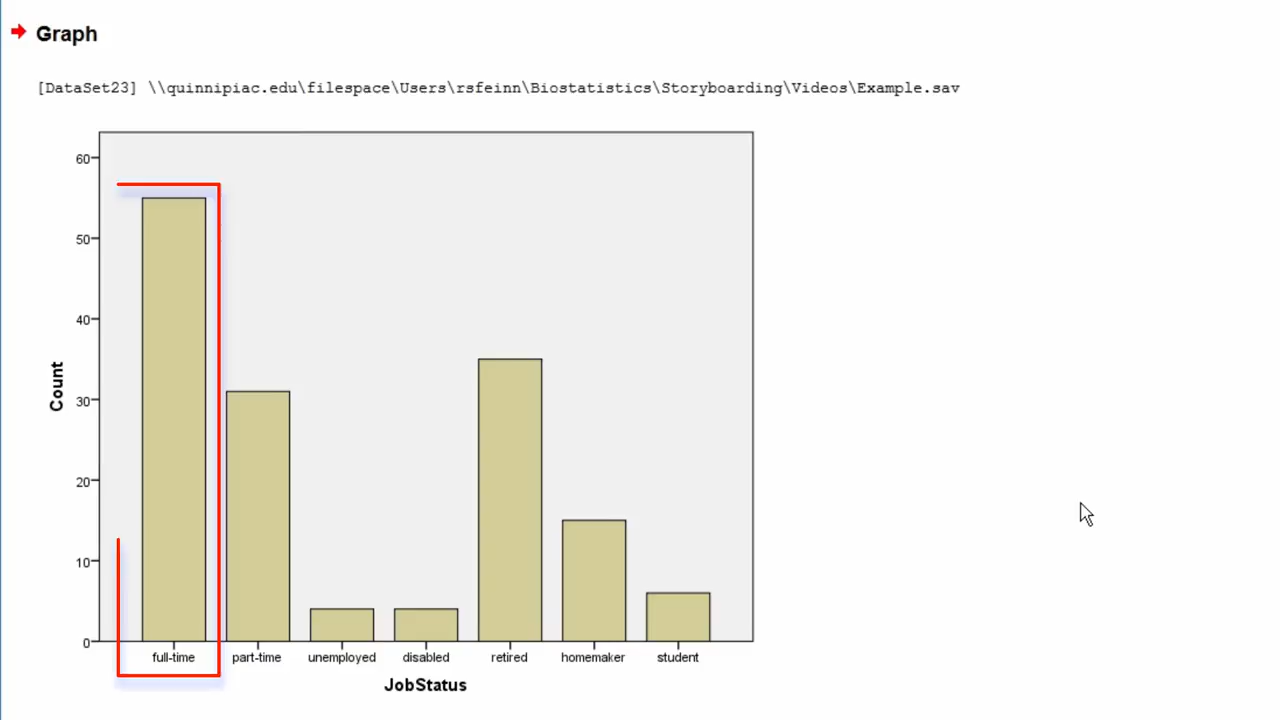 Graph
[DataSet23] \\quinnipiac.edu\filespace\Users\rsfeinn\Biostatistics\Storyboarding\Videos\Example.sav
60
50
40
30
20
10
0
Count
full-time part-time unemployed disabled retired homemaker student
JobStatus